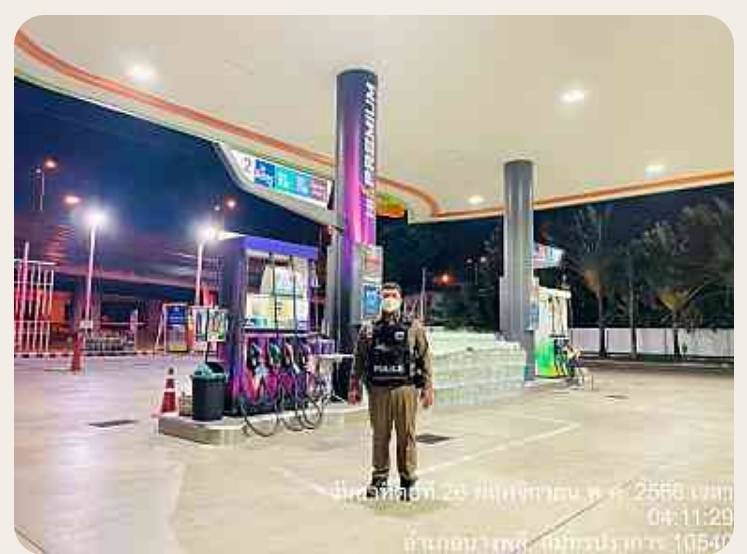 PREMIUM
2
POLICE
วันอาทิตย์ที่ 26 พฤศจิกายน พ.ศ. 2566 เวลา
04:11:29
อำเภอบางพลี, สมุทรปราการ 10540